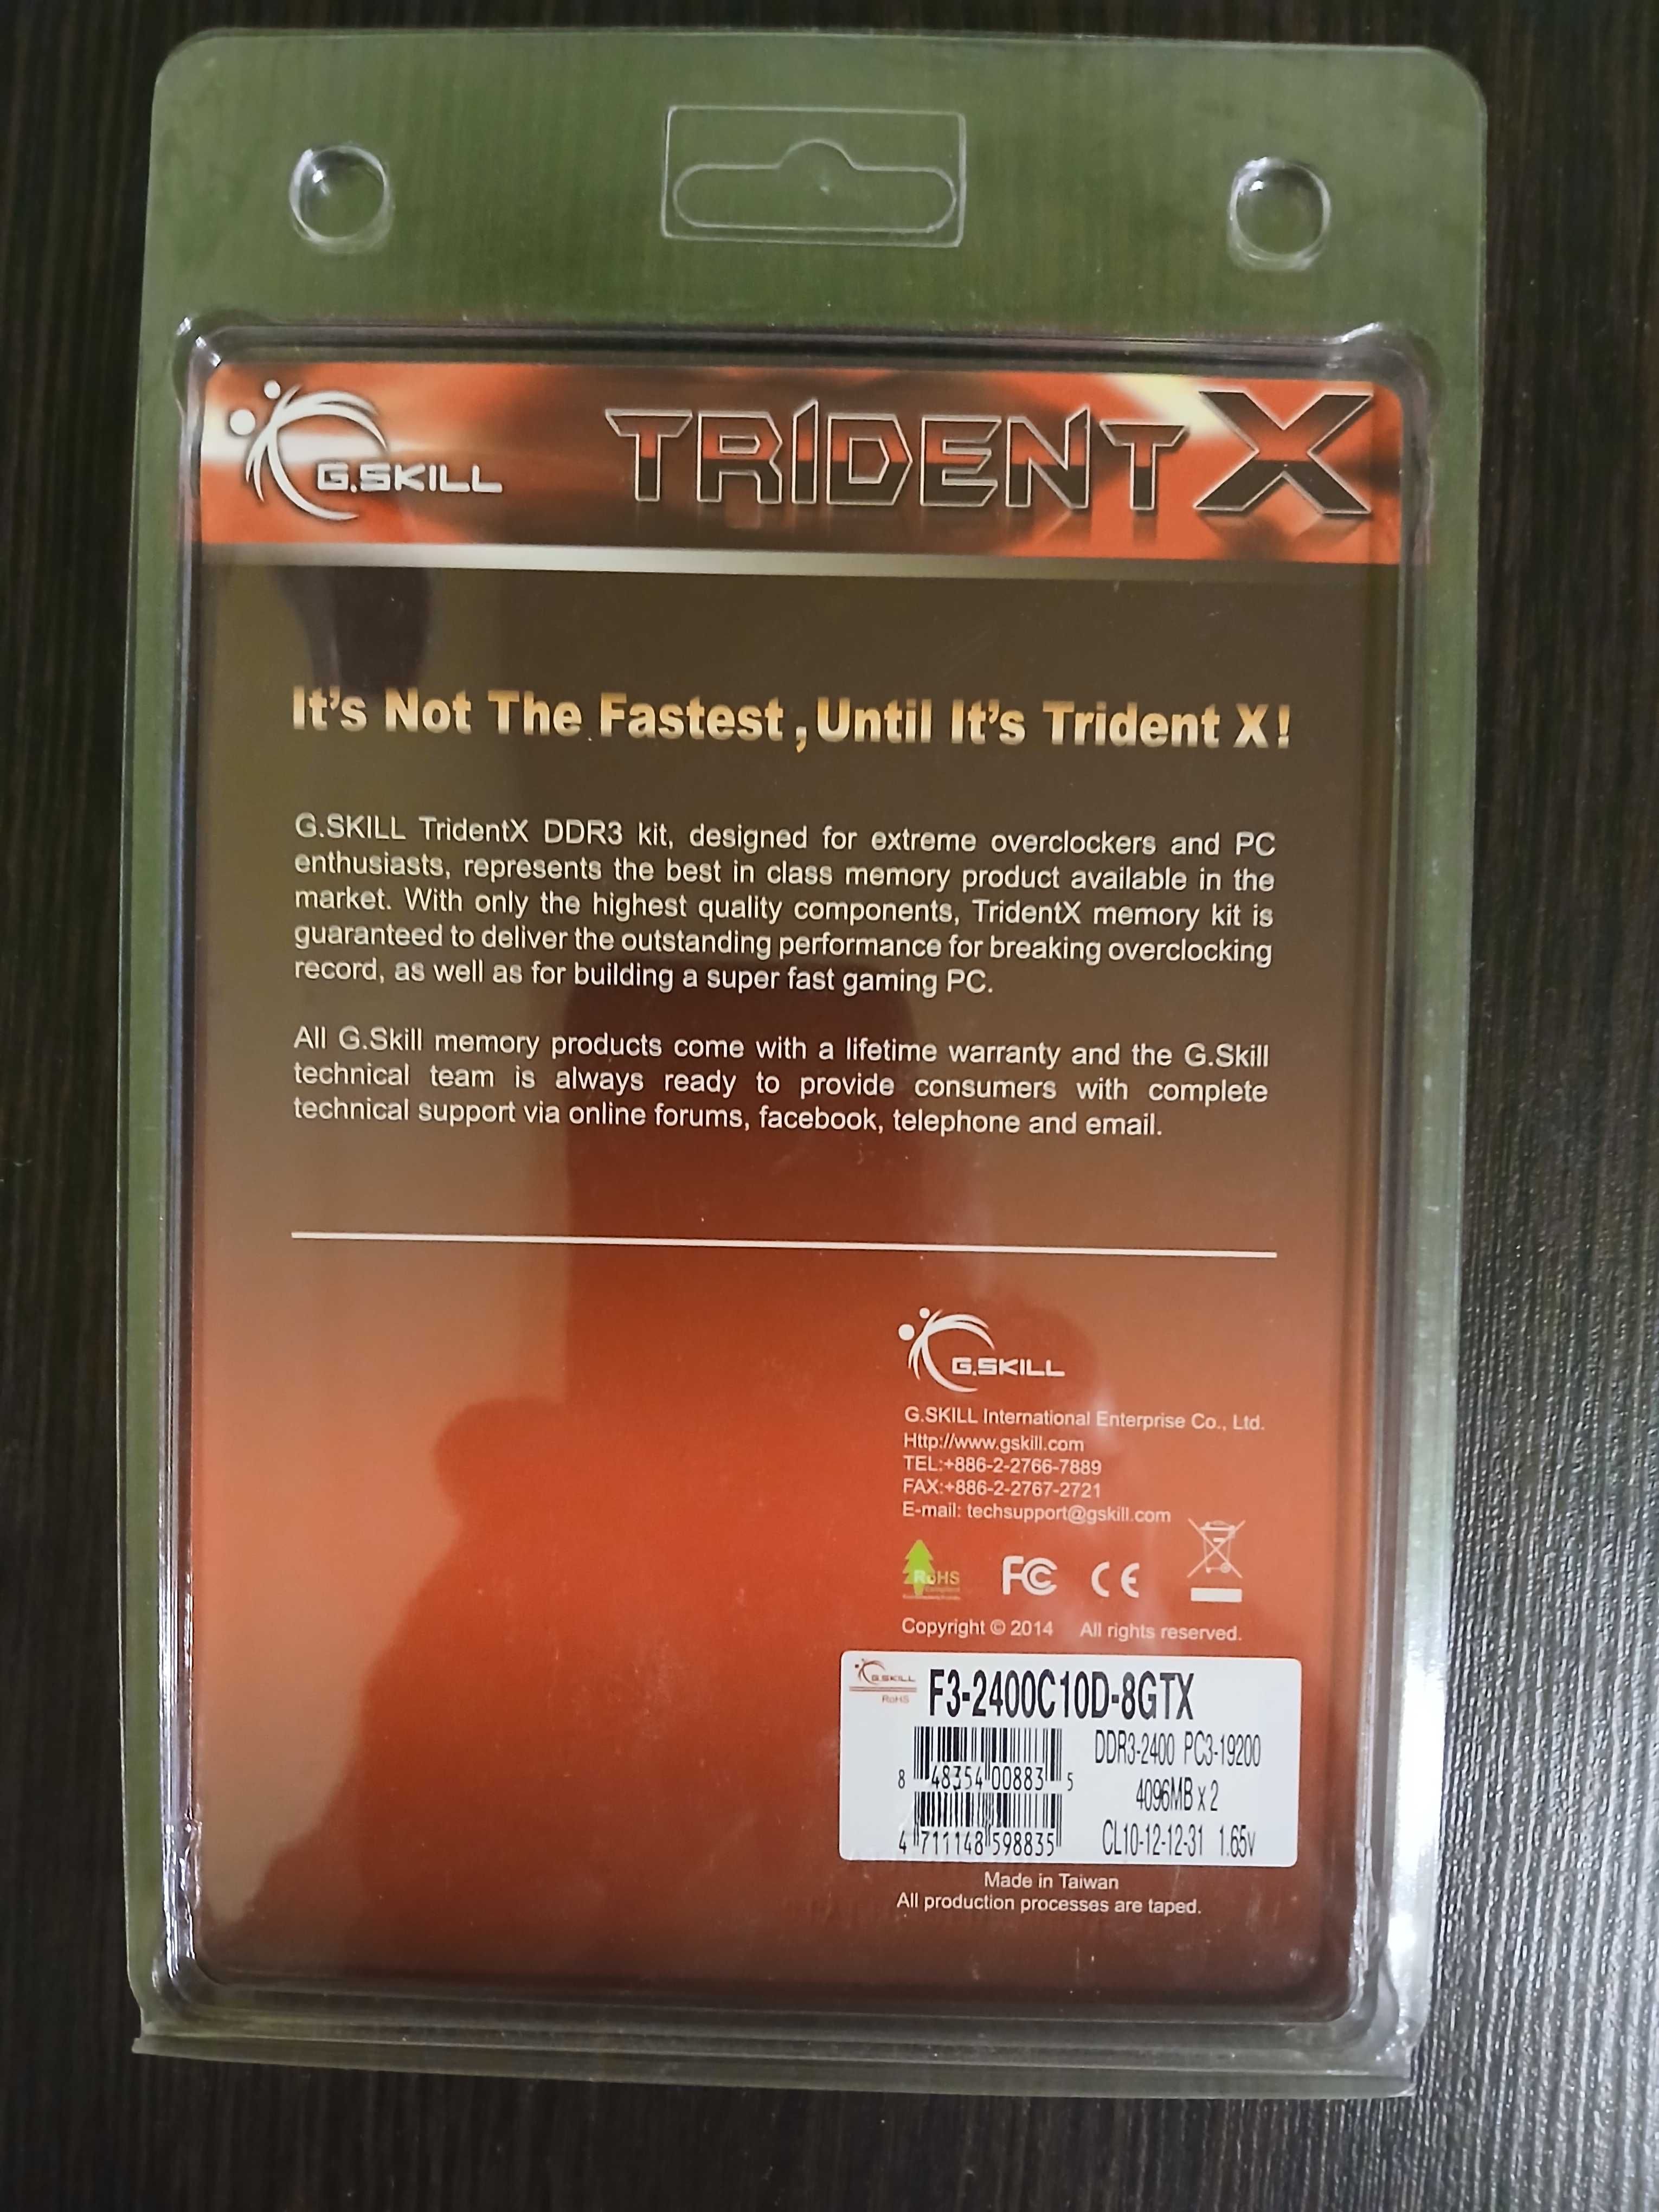 G.SKILL TRIDENT X
It's Not The Fastest , Until It's Trident X !
G.SKILL TridentX DDR3 kit, designed for extreme overclockers and PC
enthusiasts, represents the best in class memory product available in the
market. With only the highest quality components, TridentX memory kit is
guaranteed to deliver the outstanding performance for breaking overclocking
record, as well as for building a super fast gaming PC.
All G.Skill memory products come with a lifetime warranty and the G.Skill
technical team is always ready to provide consumers with complete
technical support via online forums, facebook, telephone and email.
G.SKILL
G.SKILL International Enterprise Co., Ltd.
Http://www.gskill.com
TEL:+886-2-2766-7889
FAX:+886-2-2767-2721
E-mail: techsupport@gskill.com
RoHS FC CE
Copyright © 2014 All rights reserved.
G.SKILL
RoHS
F3-2400C10D-8GTX
DDR3-2400 PC3-19200
8 48354 00883 5
4096MB x 2
4 711148 598835
CL10-12-12-31 1.65v
Made in Taiwan
All production processes are taped.